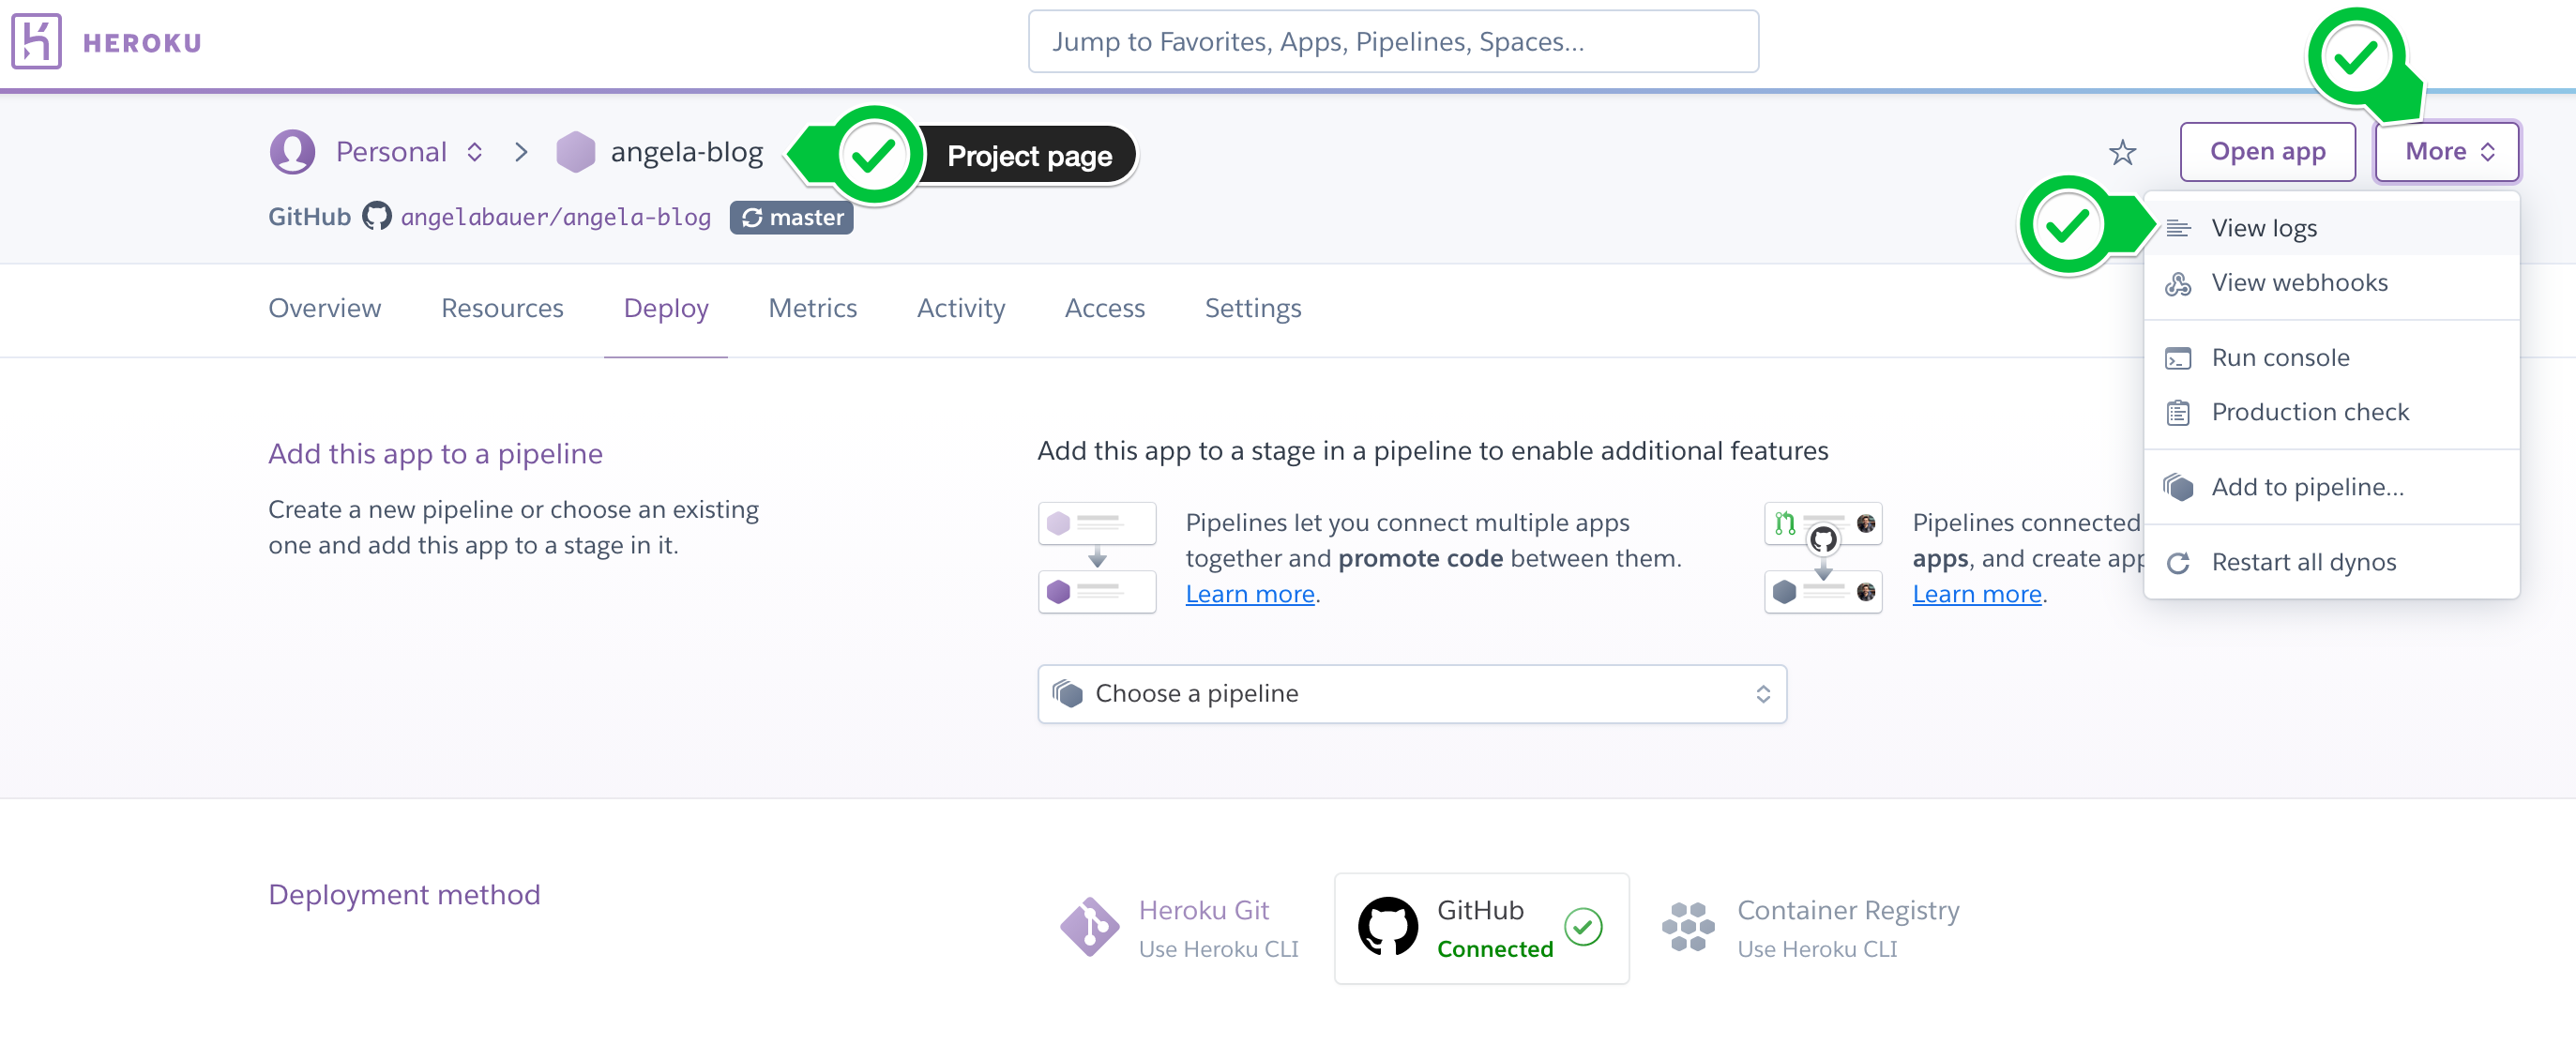 HEROKU
Jump to Favorites, Apps, Pipelines, Spaces...
Personal
angela-blog
Project page
Open app
More
GitHub angelabauer/angela-blog master
View logs
View webhooks
Run console
Production check
Add to pipeline...
Restart all dynos
Overview
Resources
Deploy
Metrics
Activity
Access
Settings
Add this app to a pipeline
Create a new pipeline or choose an existing
one and add this app to a stage in it.
Add this app to a stage in a pipeline to enable additional features
Pipelines let you connect multiple apps
together and promote code between them.
Learn more.
Pipelines connected
apps, and create app
Learn more.
Choose a pipeline
Deployment method
Heroku Git
Use Heroku CLI
GitHub
Connected
Container Registry
Use Heroku CLI